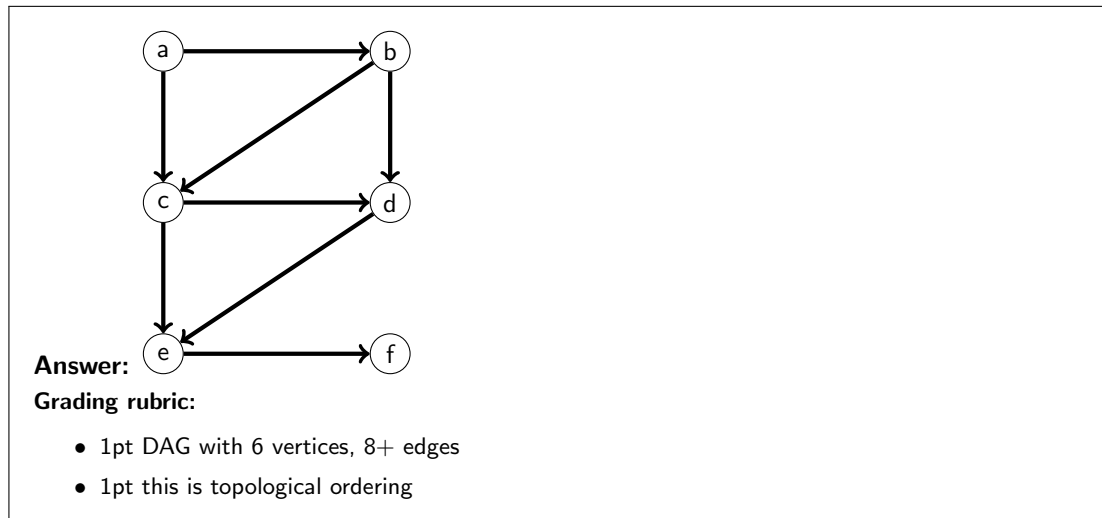 a b
c d
e f
Answer:
Grading rubric:
• 1pt DAG with 6 vertices, 8+ edges
• 1pt this is topological ordering